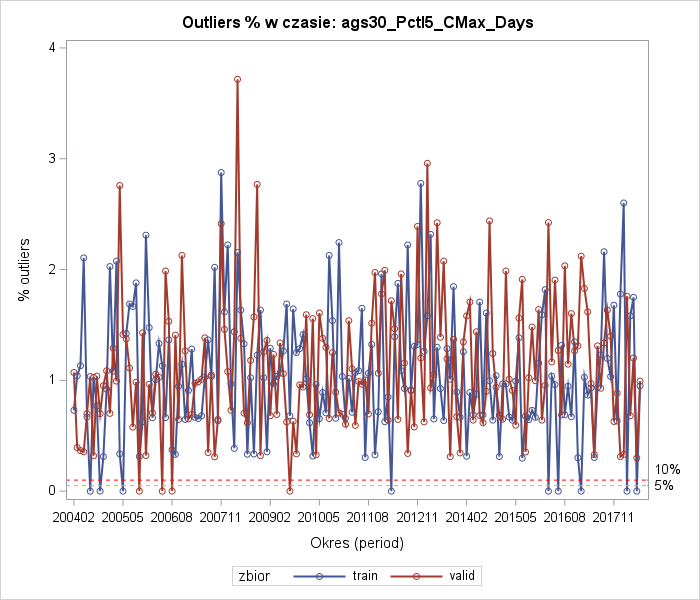 Outliers % w czasie: ags30_Pctl5_CMax_Days
% outliers
4
3
2
1
0
10%
5%
200402 200505 200608 200711 200902 201005 201108 201211 201402 201505 201608 201711
Okres (period)
zbior train valid